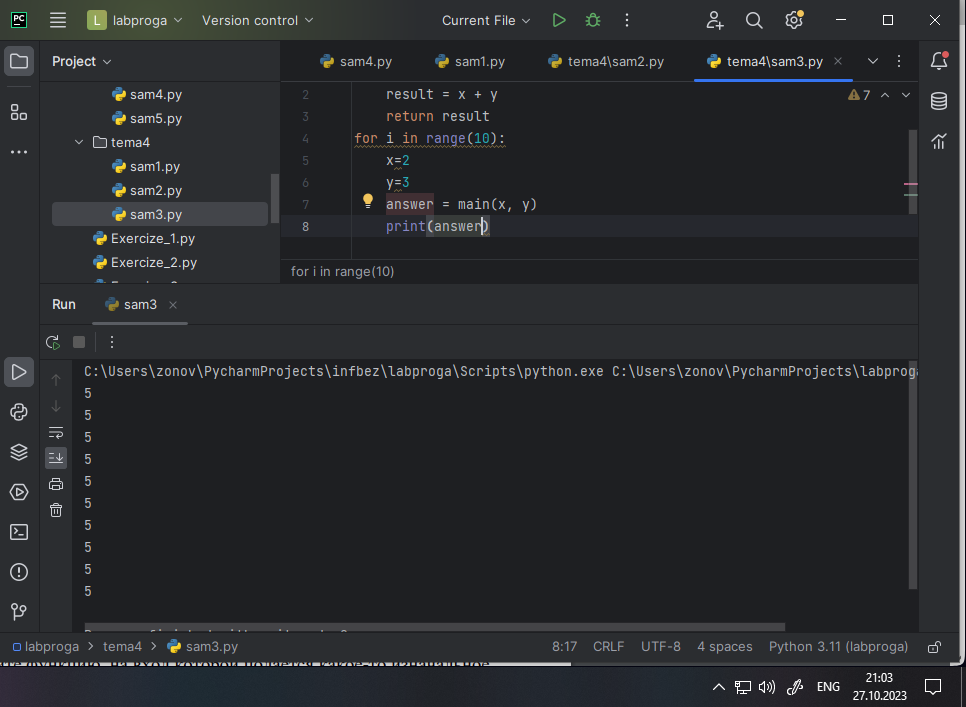 PC L labproga Version control Current File
Project sam4.py sam1.py tema4\sam2.py tema4\sam3.py
sam4.py
sam5.py
tema4
sam1.py
sam2.py
sam3.py
Exercize_1.py
Exercize_2.py
2 result = x + y
7
3 return result
4 for i in range(10):
5 x=2
6 y=3
7 answer = main(x, y)
8 print(answer)
for i in range(10)
Run sam3
C:\Users\zonov\PycharmProjects\infbez\labproga\Scripts\python.exe C:\Users\zonov\PycharmProjects\labproga
5
5
5
5
5
5
5
5
5
5
labproga tema4 sam3.py 8:17 CRLF UTF-8 4 spaces Python 3.11 (labproga)
ENG 21:03
27.10.2023